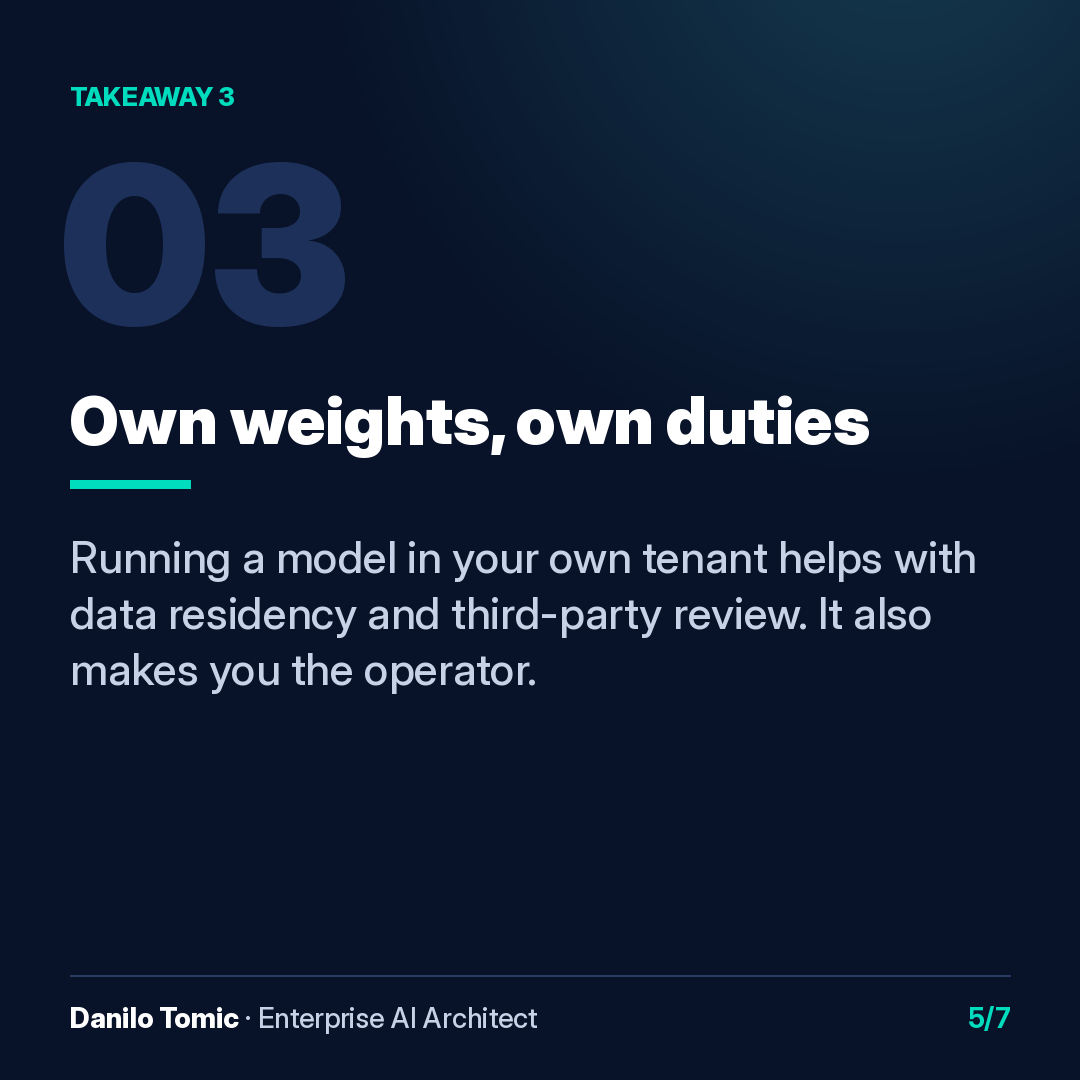 TAKEAWAY 3
03
Own weights, own duties
Running a model in your own tenant helps with
data residency and third-party review. It also
makes you the operator.
Danilo Tomic · Enterprise AI Architect
5/7